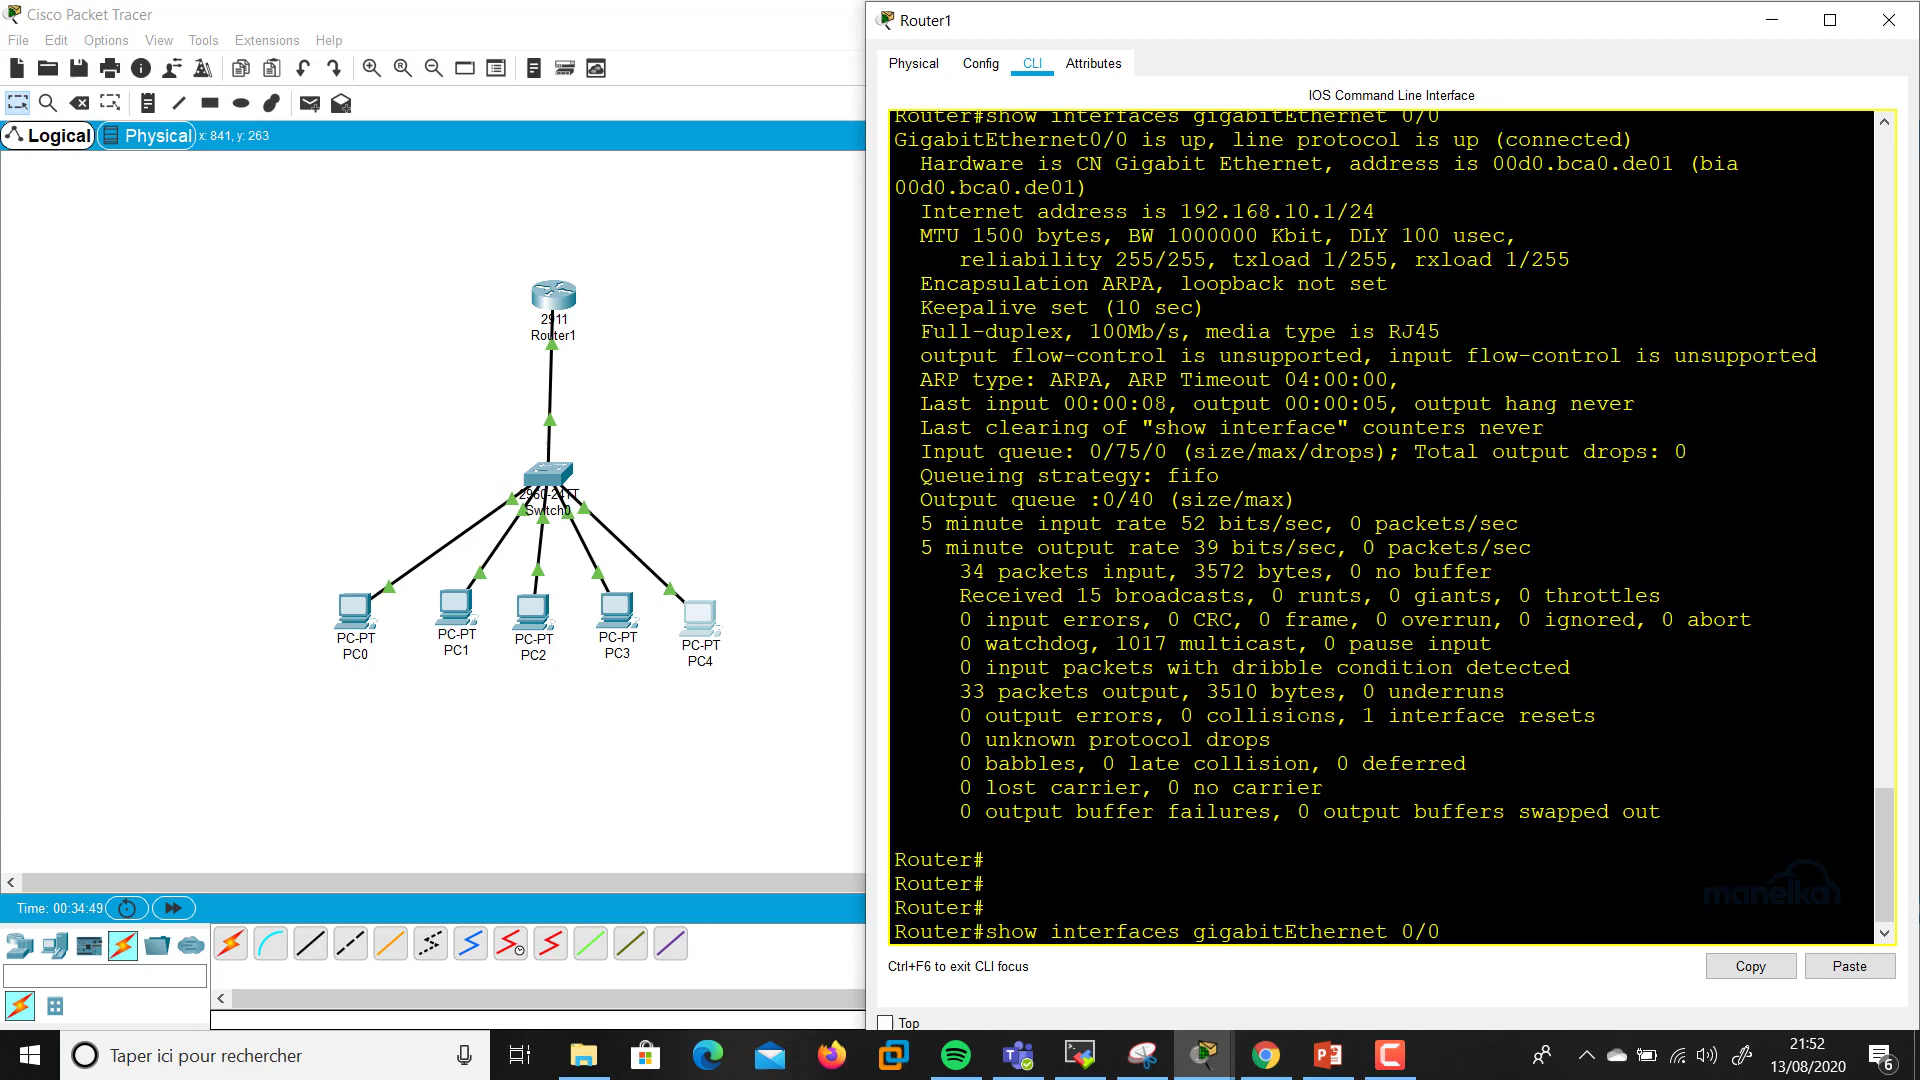 Cisco Packet Tracer
File Edit Options View Tools Extensions Help
Logical Physical x: 841, y: 263
2911
Router1
2960-24TT
Switch0
PC-PT
PC0
PC-PT
PC1
PC-PT
PC2
PC-PT
PC3
PC-PT
PC4
Time: 00:34:49
Router1
Physical Config CLI Attributes
IOS Command Line Interface
Router#show interfaces gigabitEthernet 0/0
GigabitEthernet0/0 is up, line protocol is up (connected)
Hardware is CN Gigabit Ethernet, address is 00d0.bca0.de01 (bia
00d0.bca0.de01)
Internet address is 192.168.10.1/24
MTU 1500 bytes, BW 1000000 Kbit, DLY 100 usec,
reliability 255/255, txload 1/255, rxload 1/255
Encapsulation ARPA, loopback not set
Keepalive set (10 sec)
Full-duplex, 100Mb/s, media type is RJ45
output flow-control is unsupported, input flow-control is unsupported
ARP type: ARPA, ARP Timeout 04:00:00,
Last input 00:00:08, output 00:00:05, output hang never
Last clearing of "show interface" counters never
Input queue: 0/75/0 (size/max/drops); Total output drops: 0
Queueing strategy: fifo
Output queue :0/40 (size/max)
5 minute input rate 52 bits/sec, 0 packets/sec
5 minute output rate 39 bits/sec, 0 packets/sec
34 packets input, 3572 bytes, 0 no buffer
Received 15 broadcasts, 0 runts, 0 giants, 0 throttles
0 input errors, 0 CRC, 0 frame, 0 overrun, 0 ignored, 0 abort
0 watchdog, 1017 multicast, 0 pause input
0 input packets with dribble condition detected
33 packets output, 3510 bytes, 0 underruns
0 output errors, 0 collisions, 1 interface resets
0 unknown protocol drops
0 babbles, 0 late collision, 0 deferred
0 lost carrier, 0 no carrier
0 output buffer failures, 0 output buffers swapped out
Router#
Router#
Router#
Router#show interfaces gigabitEthernet 0/0
manelka
Ctrl+F6 to exit CLI focus
Copy Paste
Top
Taper ici pour rechercher
21:52
13/08/2020
6